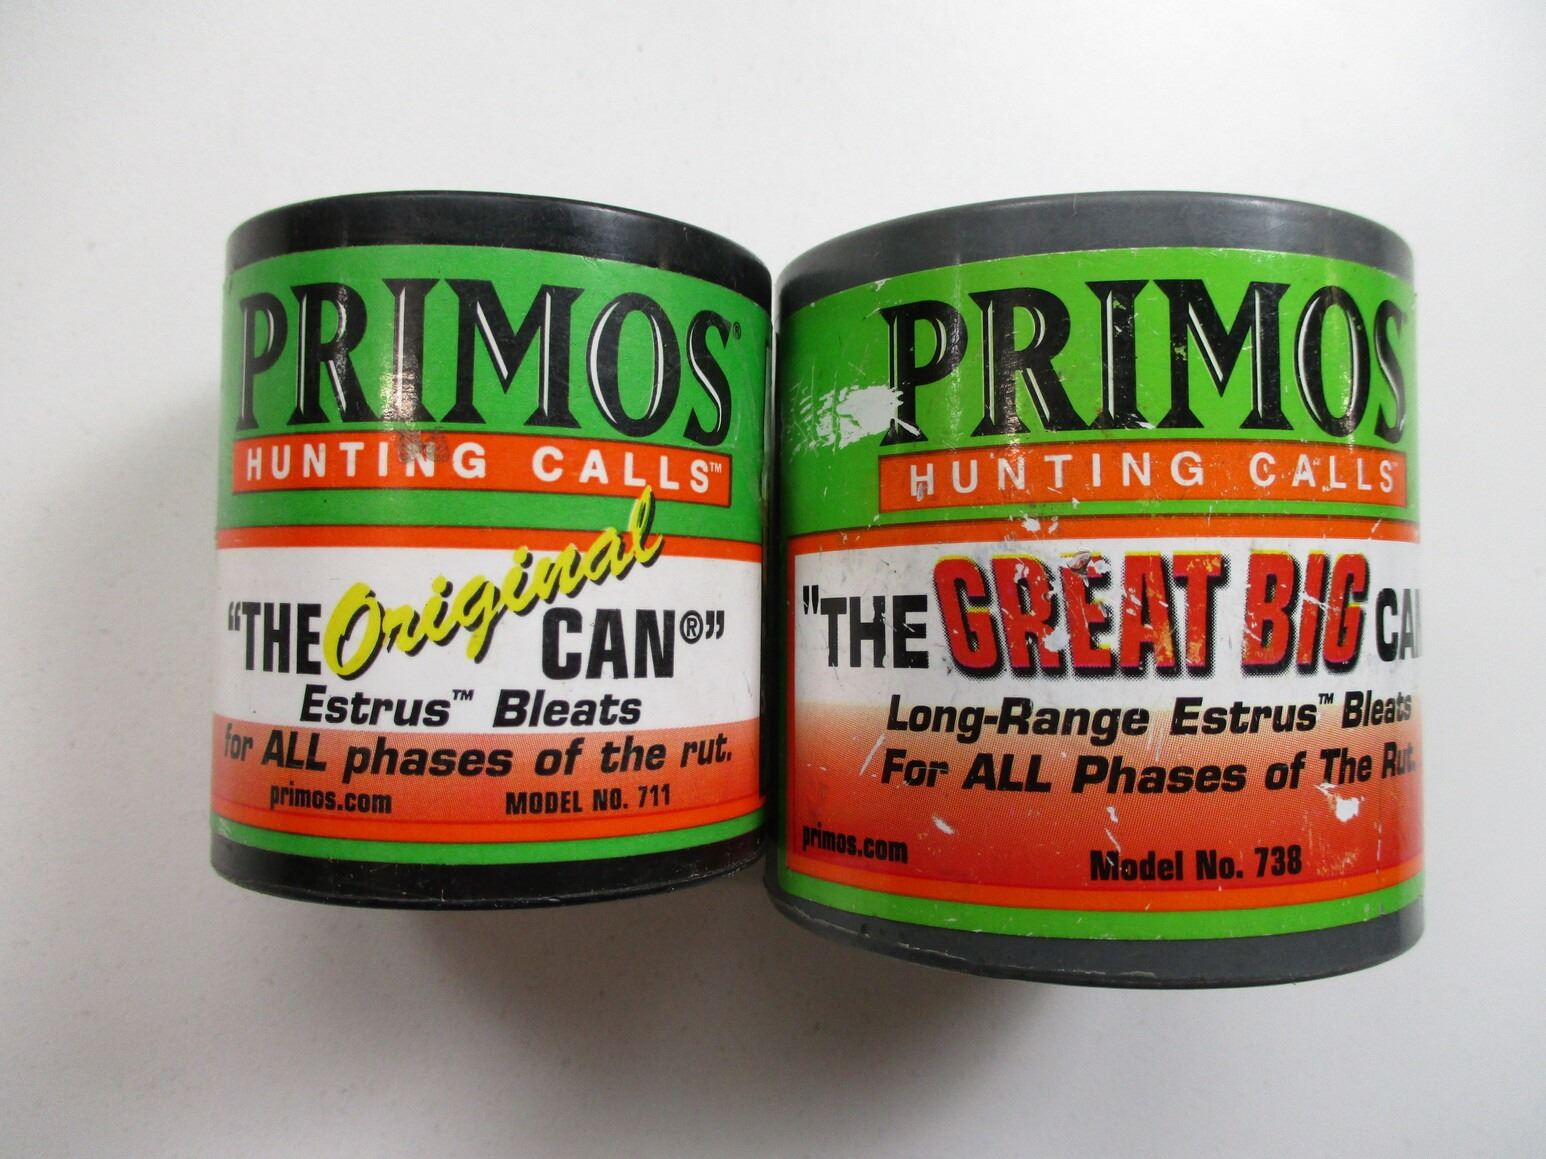 PRIMOS®
HUNTING CALLS™
"THE Original CAN®"
Estrus™ Bleats
for ALL phases of the rut.
primos.com MODEL NO. 711
PRIMOS
HUNTING CALLS™
"THE GREAT BIG CAN
Long-Range Estrus™ Bleats
For ALL Phases of The Rut.
primos.com
Model No. 738